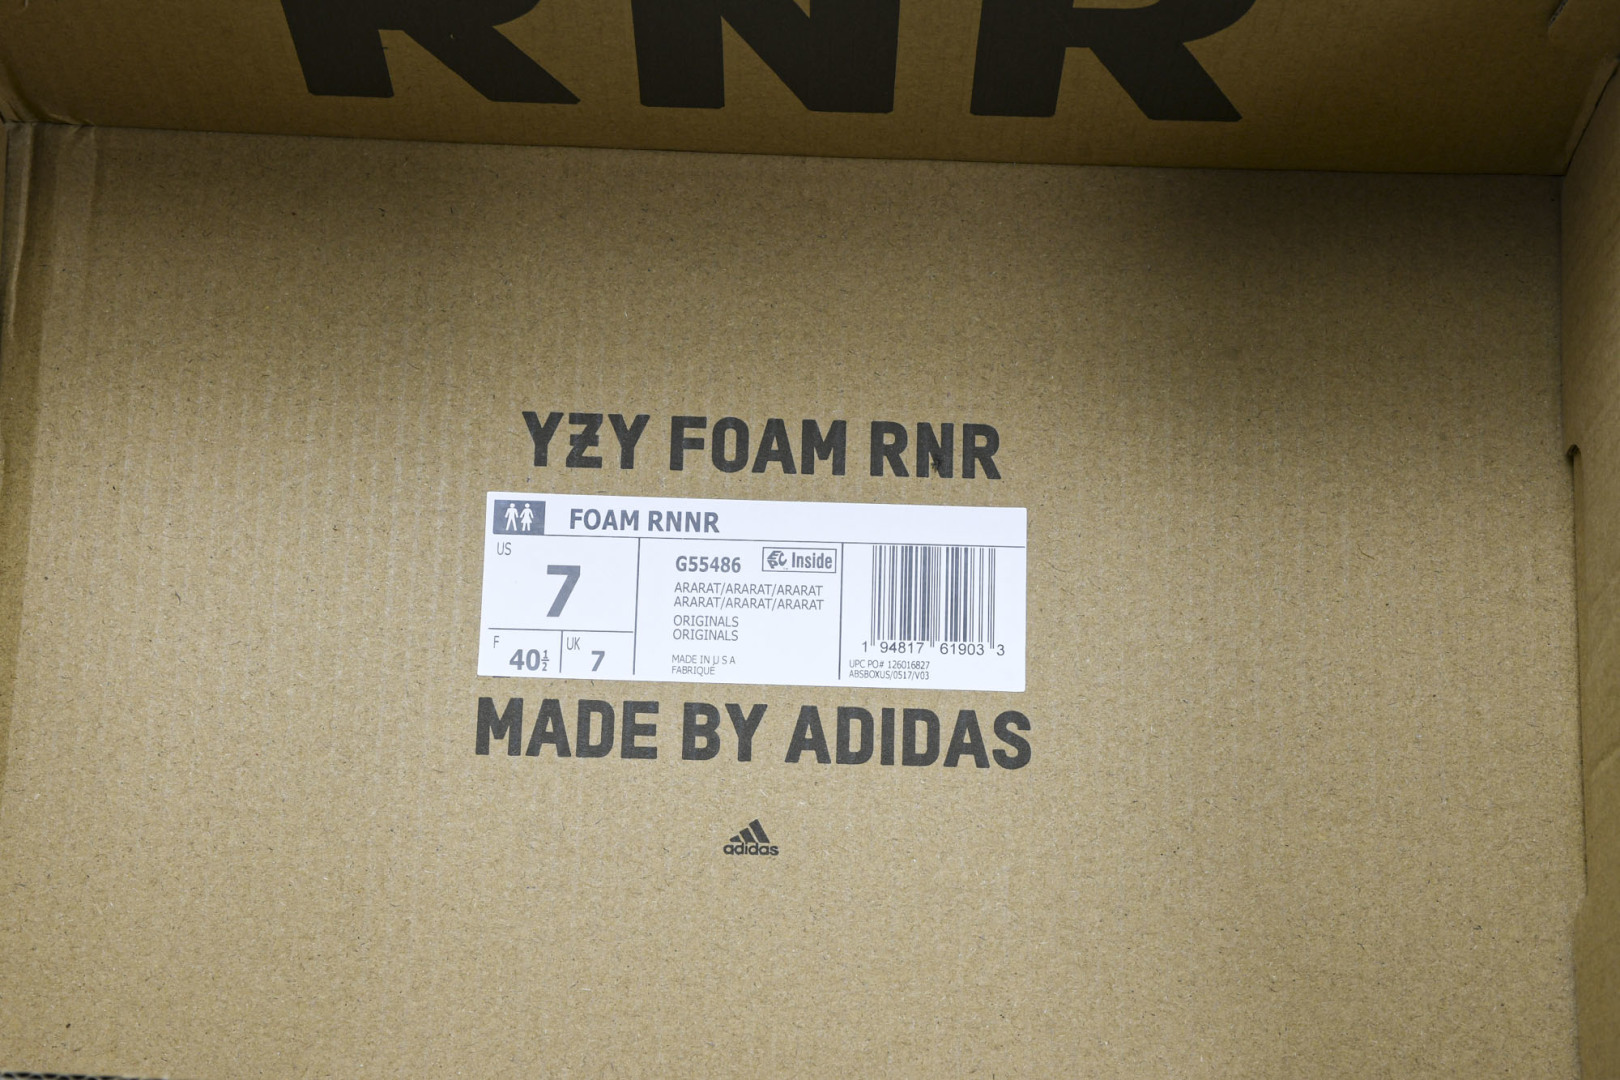 RNR
YZY FOAM RNR
FOAM RNNR
US
7
F
40½
UK
7
G55486
Inside
ARARAT/ARARAT/ARARAT
ARARAT/ARARAT/ARARAT
ORIGINALS
ORIGINALS
MADE IN U S A
FABRIQUE
1 94817 61903 3
UPC PO# 126016827
ABSBOXUS/0517/V03
MADE BY ADIDAS
adidas